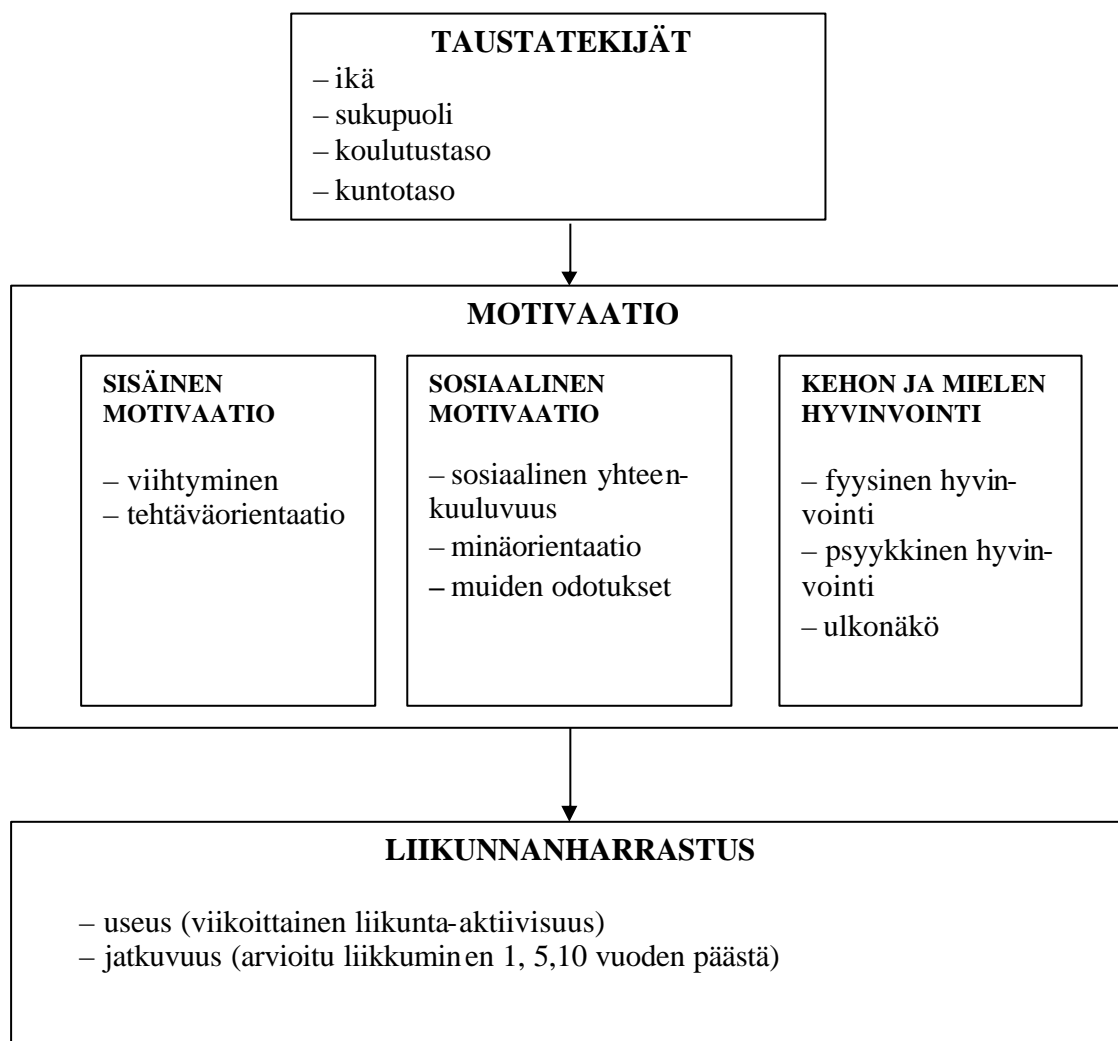 TAUSTATEKIJÄT
– ikä
– sukupuoli
– koulutustaso
– kuntotaso
MOTIVAATIO
SISÄINEN
MOTIVAATIO
– viihtyminen
– tehtäväorientaatio
SOSIAALINEN
MOTIVAATIO
– sosiaalinen yhteen-
kuuluvuus
– minäorientaatio
– muiden odotukset
KEHON JA MIELEN
HYVINVOINTI
– fyysinen hyvin-
vointi
– psyykkinen hyvin-
vointi
– ulkonäkö
LIIKUNNANHARRASTUS
– useus (viikoittainen liikunta-aktiivisuus)
– jatkuvuus (arvioitu liikkuminen 1, 5,10 vuoden päästä)